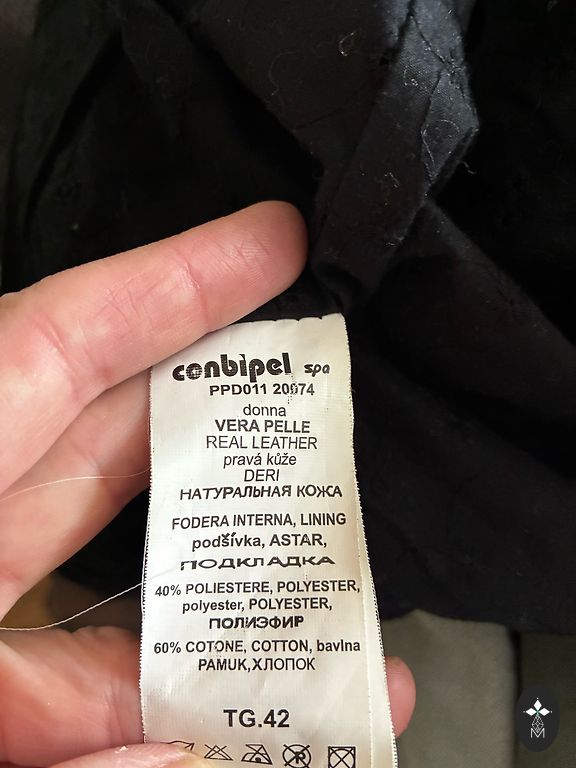 conbipel spa
PPD011 20074
donna
VERA PELLE
REAL LEATHER
pravá kůže
DERI
НАТУРАЛЬНАЯ КОЖА
FODERA INTERNA, LINING
podšívka, ASTAR,
ПОДКЛАДКА
40% POLIESTERE, POLYESTER,
polyester, POLYESTER,
ПОЛИЭФИР
60% COTONE, COTTON, bavlna
PAMUK,ХЛОПОК
TG.42